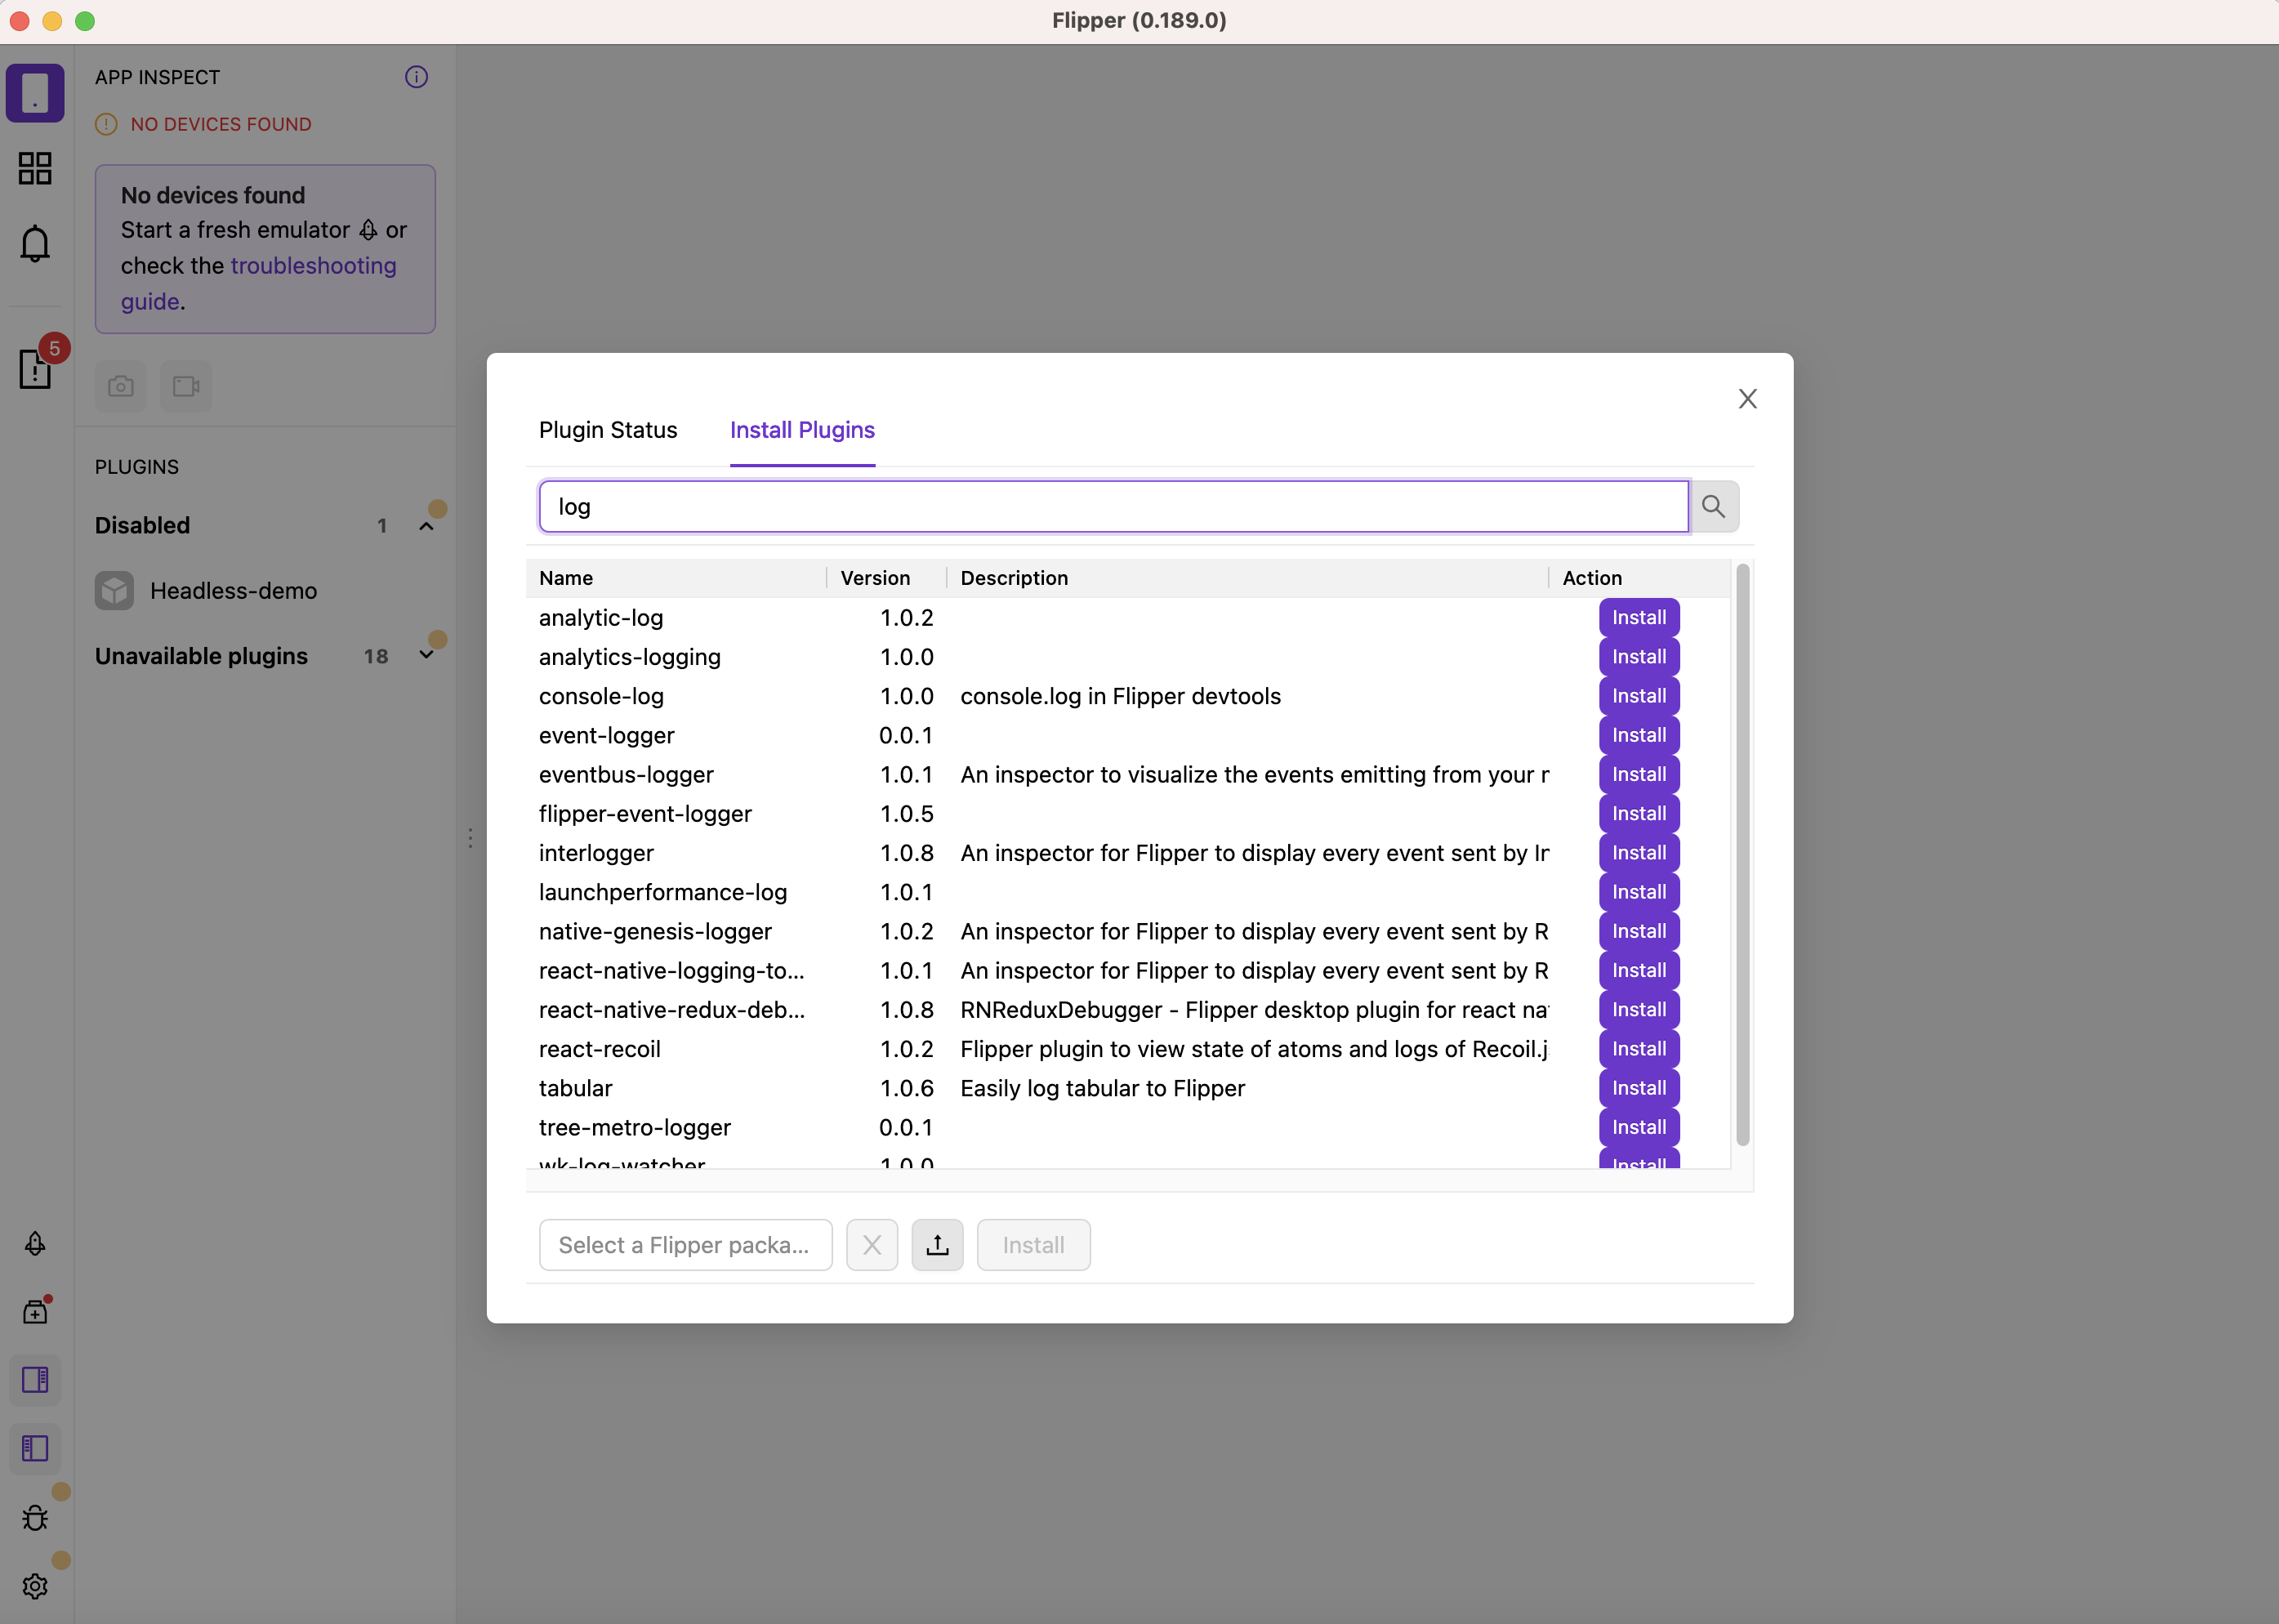 Flipper (0.189.0)
APP INSPECT
NO DEVICES FOUND
No devices found
Start a fresh emulator or
check the troubleshooting
guide.
5
PLUGINS
Disabled 1
Headless-demo
Unavailable plugins 18
Plugin Status Install Plugins
log
Name Version Description Action
analytic-log 1.0.2 Install
analytics-logging 1.0.0 Install
console-log 1.0.0 console.log in Flipper devtools Install
event-logger 0.0.1 Install
eventbus-logger 1.0.1 An inspector to visualize the events emitting from your Install
flipper-event-logger 1.0.5 Install
interlogger 1.0.8 An inspector for Flipper to display every event sent by Install
launchperformance-log 1.0.1 Install
native-genesis-logger 1.0.2 An inspector for Flipper to display every event sent by R Install
react-native-logging-to... 1.0.1 An inspector for Flipper to display every event sent by R Install
react-native-redux-deb... 1.0.8 RNReduxDebugger - Flipper desktop plugin for react na Install
react-recoil 1.0.2 Flipper plugin to view state of atoms and logs of Recoil.j Install
tabular 1.0.6 Easily log tabular to Flipper Install
tree-metro-logger 0.0.1 Install
wk-log-watcher 1.0.0 Install
Select a Flipper packa... X Install